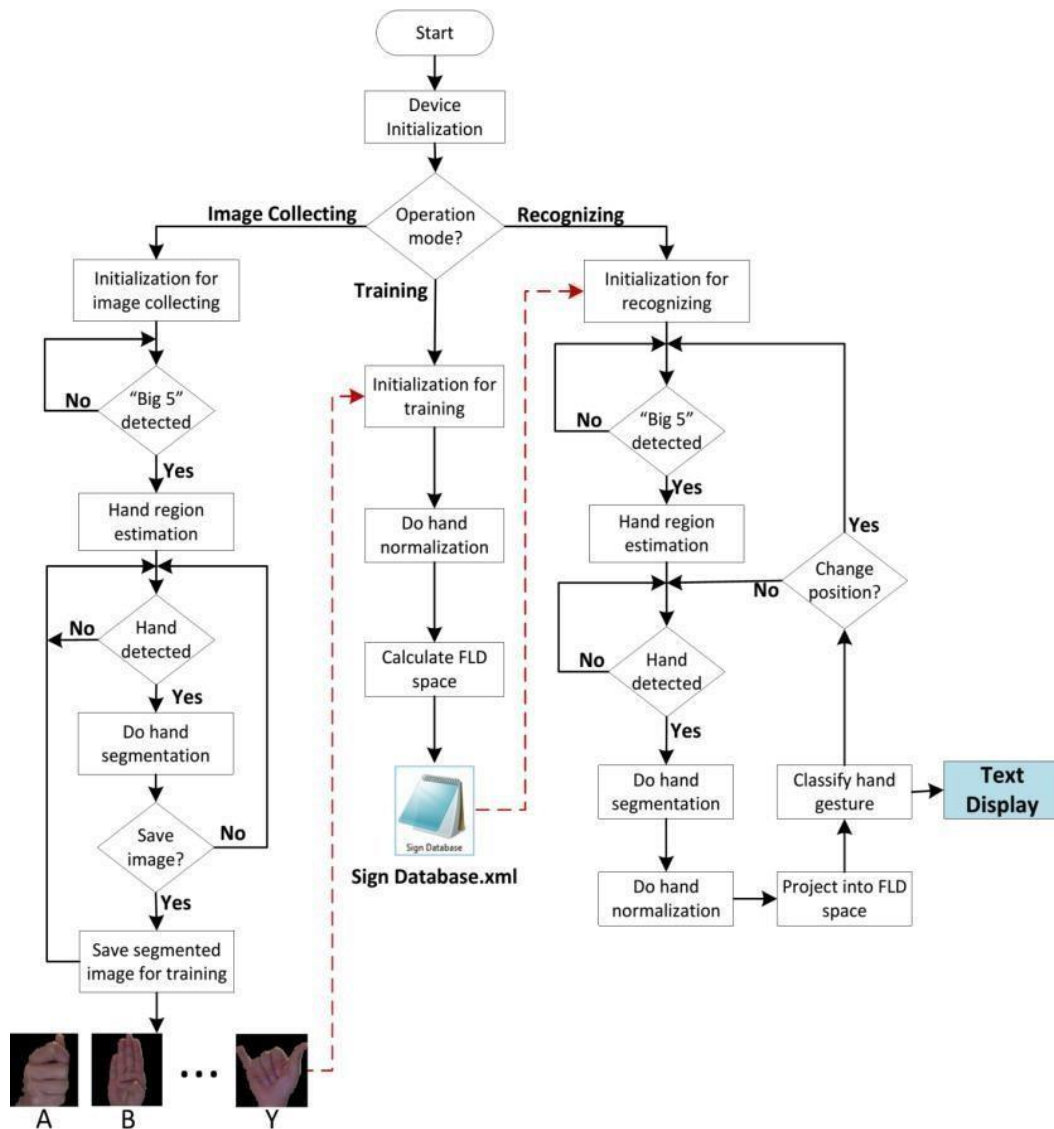 Start
Device
Initialization
Image Collecting
Operation
mode?
Recognizing
Training
Initialization for
image collecting
No
“Big 5”
detected
Yes
Hand region
estimation
No
Hand
detected
Yes
Do hand
segmentation
Save
image?
No
Yes
Save segmented
image for training
A
B
...
Y
Initialization for
training
Do hand
normalization
Calculate FLD
space
Sign Database
Sign Database.xml
Initialization for
recognizing
No
“Big 5”
detected
Yes
Hand region
estimation
No
Hand
detected
Yes
Do hand
segmentation
Do hand
normalization
Project into FLD
space
Classify hand
gesture
Text
Display
Change
position?
Yes
No